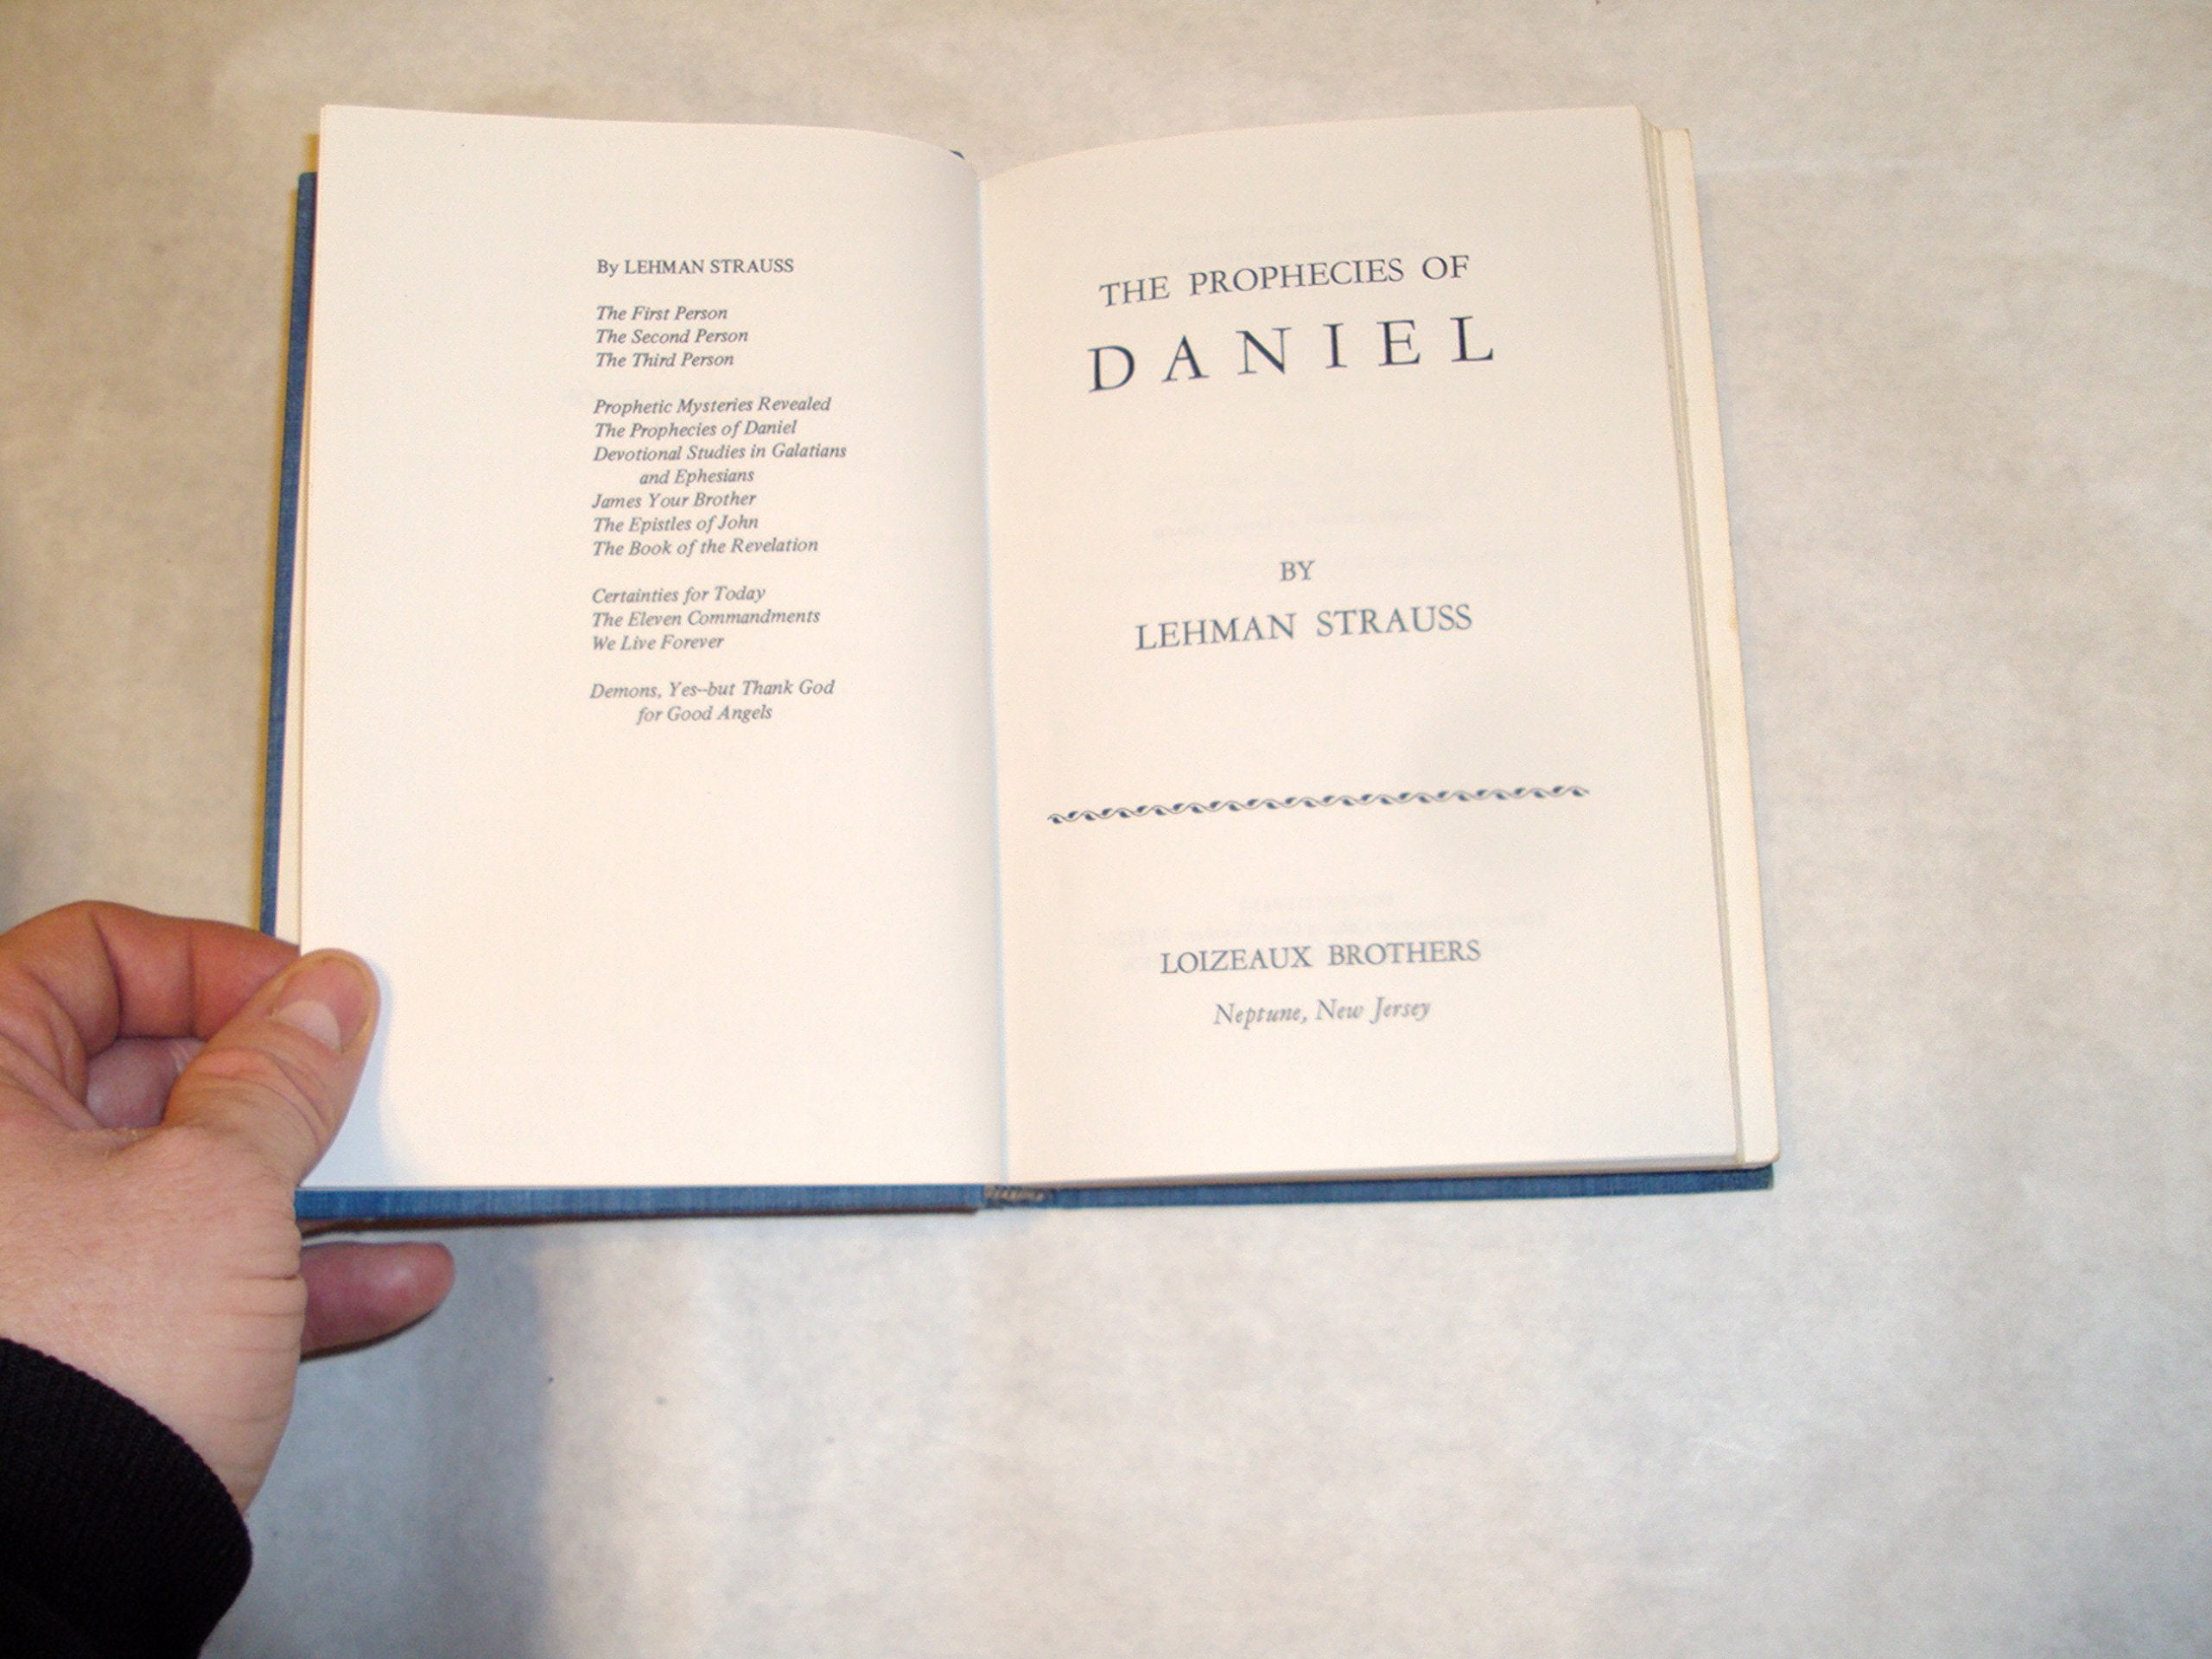 By LEHMAN STRAUSS
The First Person
The Second Person
The Third Person
Prophetic Mysteries Revealed
The Prophecies of Daniel
Devotional Studies in Galatians
and Ephesians
James Your Brother
The Epistles of John
The Book of the Revelation
Certainties for Today
The Eleven Commandments
We Live Forever
Demons, Yes--but Thank God
for Good Angels
THE PROPHECIES OF
DANIEL
BY
LEHMAN STRAUSS
LOIZEAUX BROTHERS
Neptune, New Jersey